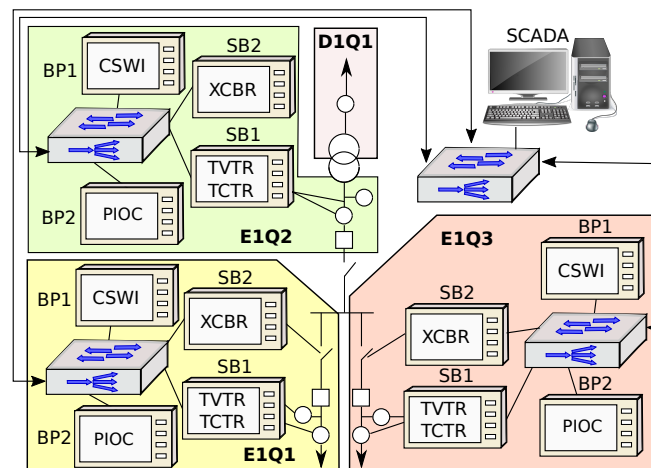 SCADA
D1Q1
SB2
BP1
CSWI
XCBR
SB1
TVTR
TCTR
BP2
PIOC
E1Q2
E1Q3
BP1
CSWI
SB2
XCBR
SB1
TVTR
TCTR
BP2
PIOC
SB2
BP1
CSWI
XCBR
SB1
TVTR
TCTR
BP2
PIOC
E1Q1